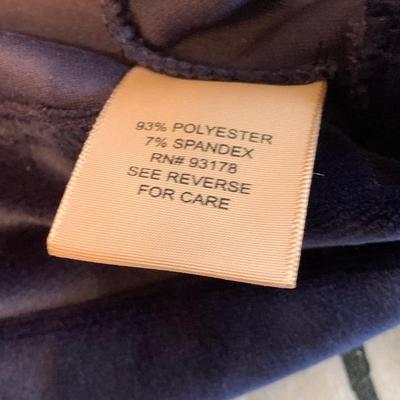 93% POLYESTER
7% SPANDEX
RN# 93178
SEE REVERSE
FOR CARE